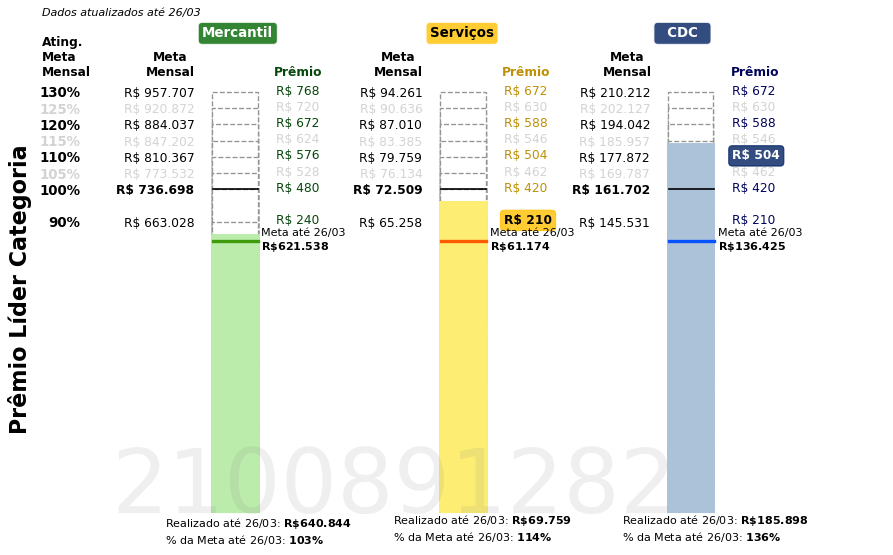 Dados atualizados até 26/03
Mercantil Serviços CDC
Ating. Meta Mensal Meta Mensal Prêmio Meta Mensal Prêmio Meta Mensal Prêmio
130% R$ 957.707 R$ 768 R$ 94.261 R$ 672 R$ 210.212 R$ 672
125% R$ 920.872 R$ 720 R$ 90.636 R$ 630 R$ 202.127 R$ 630
120% R$ 884.037 R$ 672 R$ 87.010 R$ 588 R$ 194.042 R$ 588
115% R$ 847.202 R$ 624 R$ 83.385 R$ 546 R$ 185.957 R$ 546
110% R$ 810.367 R$ 576 R$ 79.759 R$ 504 R$ 177.872 R$ 504
105% R$ 773.532 R$ 528 R$ 76.134 R$ 462 R$ 169.787 R$ 462
100% R$ 736.698 R$ 480 R$ 72.509 R$ 420 R$ 161.702 R$ 420
90% R$ 663.028 R$ 240 R$ 65.258 R$ 210 R$ 145.531 R$ 210
Meta até 26/03 Meta até 26/03 Meta até 26/03
R$621.538 R$61.174 R$136.425
Prêmio Líder Categoria
2100891282
Realizado até 26/03: R$640.844 Realizado até 26/03: R$69.759 Realizado até 26/03: R$185.898
% da Meta até 26/03: 103% % da Meta até 26/03: 114% % da Meta até 26/03: 136%